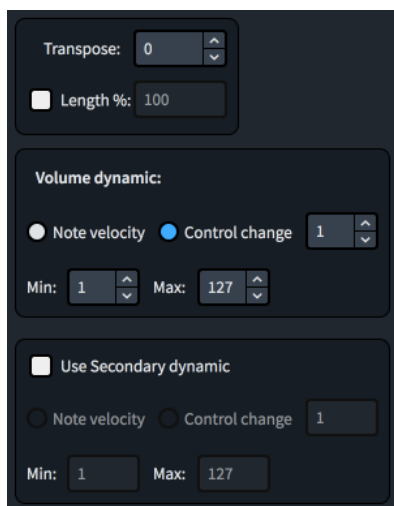 Transpose: 0
Length %: 100
Volume dynamic:
Note velocity Control change 1
Min: 1 Max: 127
Use Secondary dynamic
Note velocity Control change 1
Min: 1 Max: 127